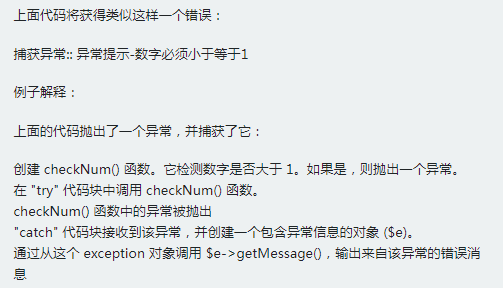 上面代码将获得类似这样一个错误：
捕获异常:: 异常提示-数字必须小于等于1
例子解释：
上面的代码抛出了一个异常，并捕获了它：
创建 checkNum() 函数。它检测数字是否大于 1。如果是，则抛出一个异常。
在 "try" 代码块中调用 checkNum() 函数。
checkNum() 函数中的异常被抛出
"catch" 代码块接收到该异常，并创建一个包含异常信息的对象 ($e)。
通过从这个 exception 对象调用 $e->getMessage()，输出来自该异常的错误消
息